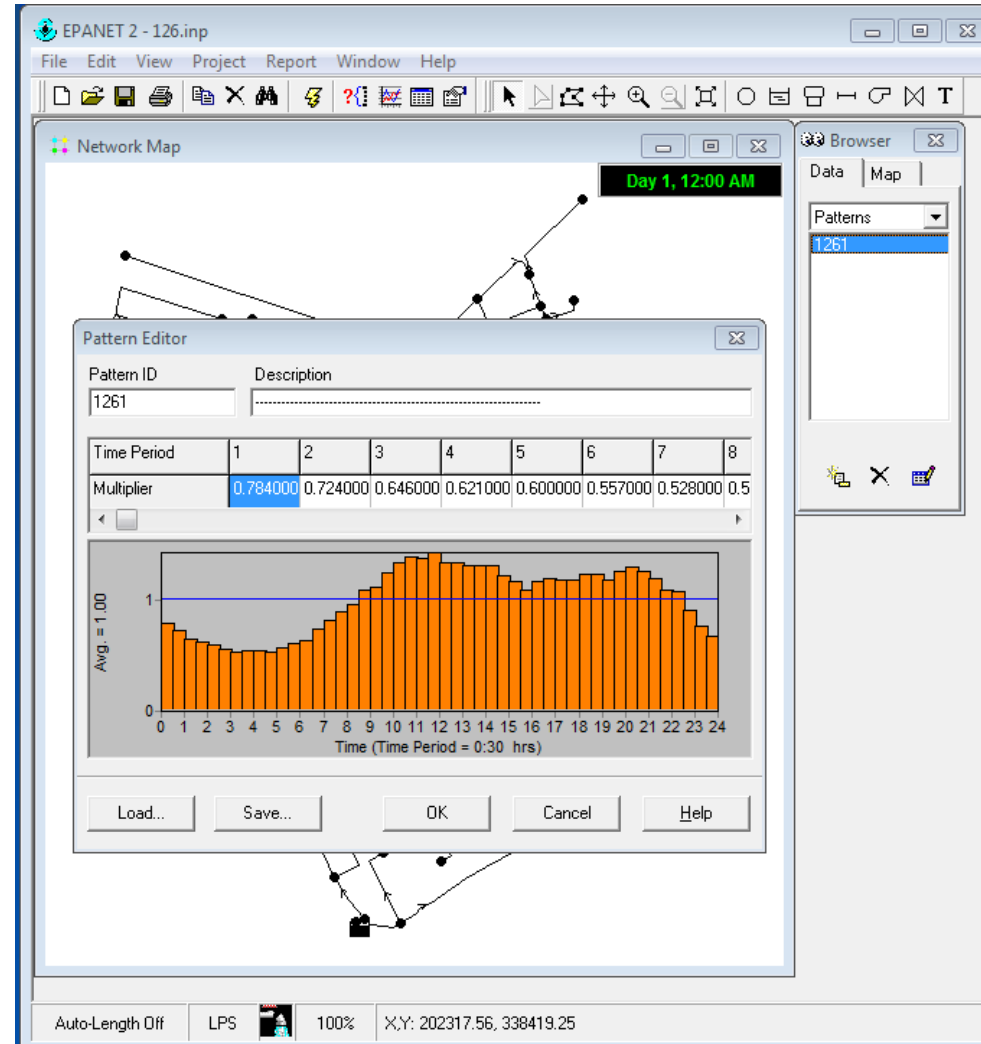 EPANET 2 - 126.inp
File Edit View Project Report Window Help
T
Network Map
Day 1, 12:00 AM
Browser
Data Map
Patterns
1261
Pattern Editor
Pattern ID Description
1261 ------------------------------------------------------------------
Time Period 1 2 3 4 5 6 7 8
Multiplier 0.784000 0.724000 0.646000 0.621000 0.600000 0.557000 0.528000 0.5
Avg. = 1.00
1
0
0 1 2 3 4 5 6 7 8 9 10 11 12 13 14 15 16 17 18 19 20 21 22 23 24
Time (Time Period = 0:30 hrs)
Load... Save... OK Cancel Help
Auto-Length Off LPS 100% X,Y: 202317.56, 338419.25